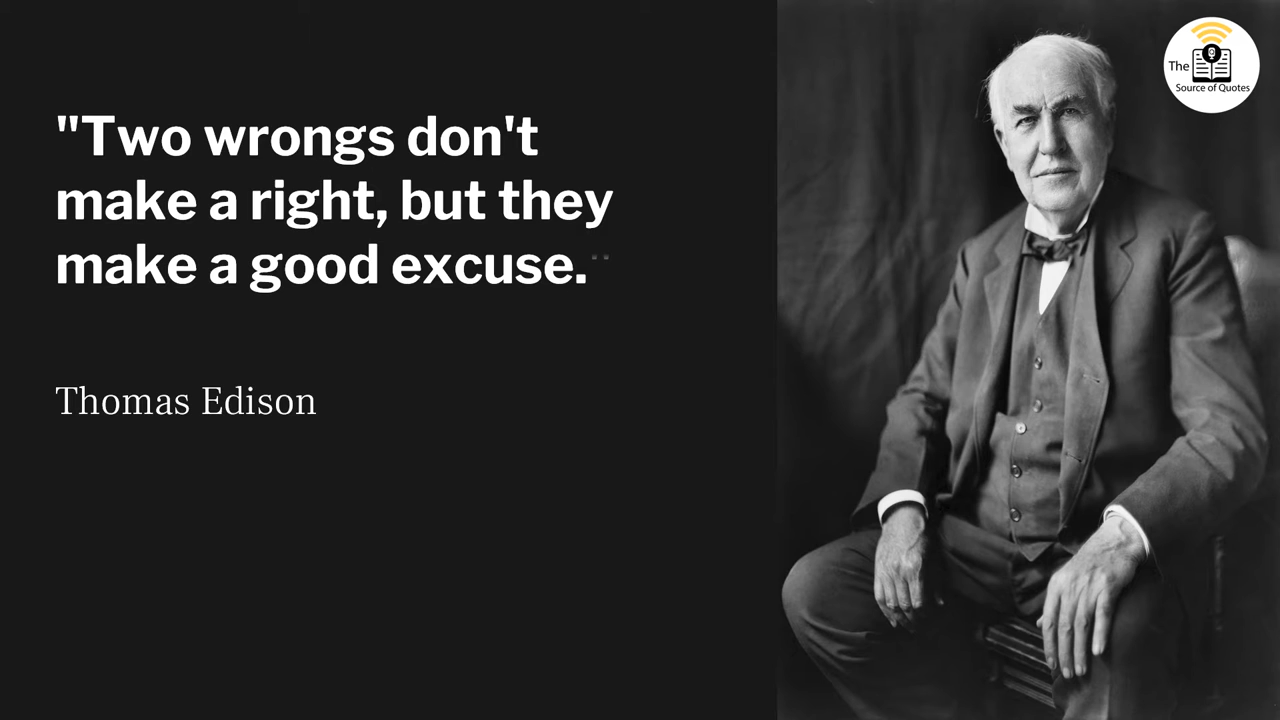 "Two wrongs don't
make a right, but they
make a good excuse."
Thomas Edison
The
Source of Quotes